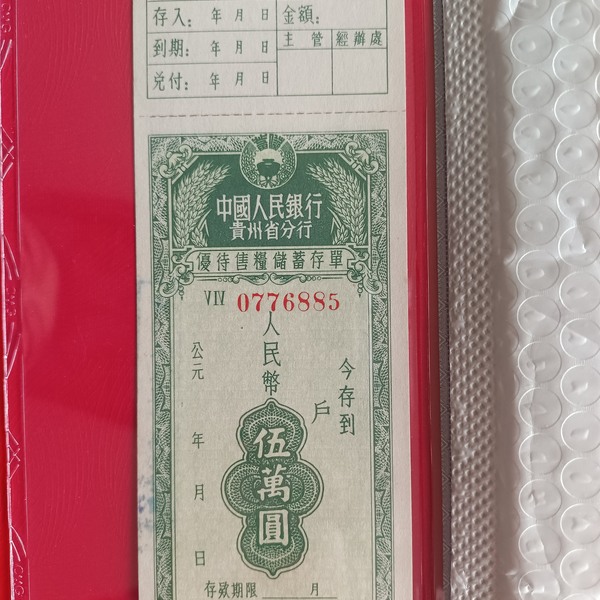 存入: 年 月 日 金額:
到期: 年 月 日 主 管 經辦處
兑付: 年 月 日
中國人民銀行
貴州省分行
優待售糧儲蓄存單
VIV 0776885
今存到
戶
人民幣
伍萬圓
公元 年 月 日
存欵期限 月